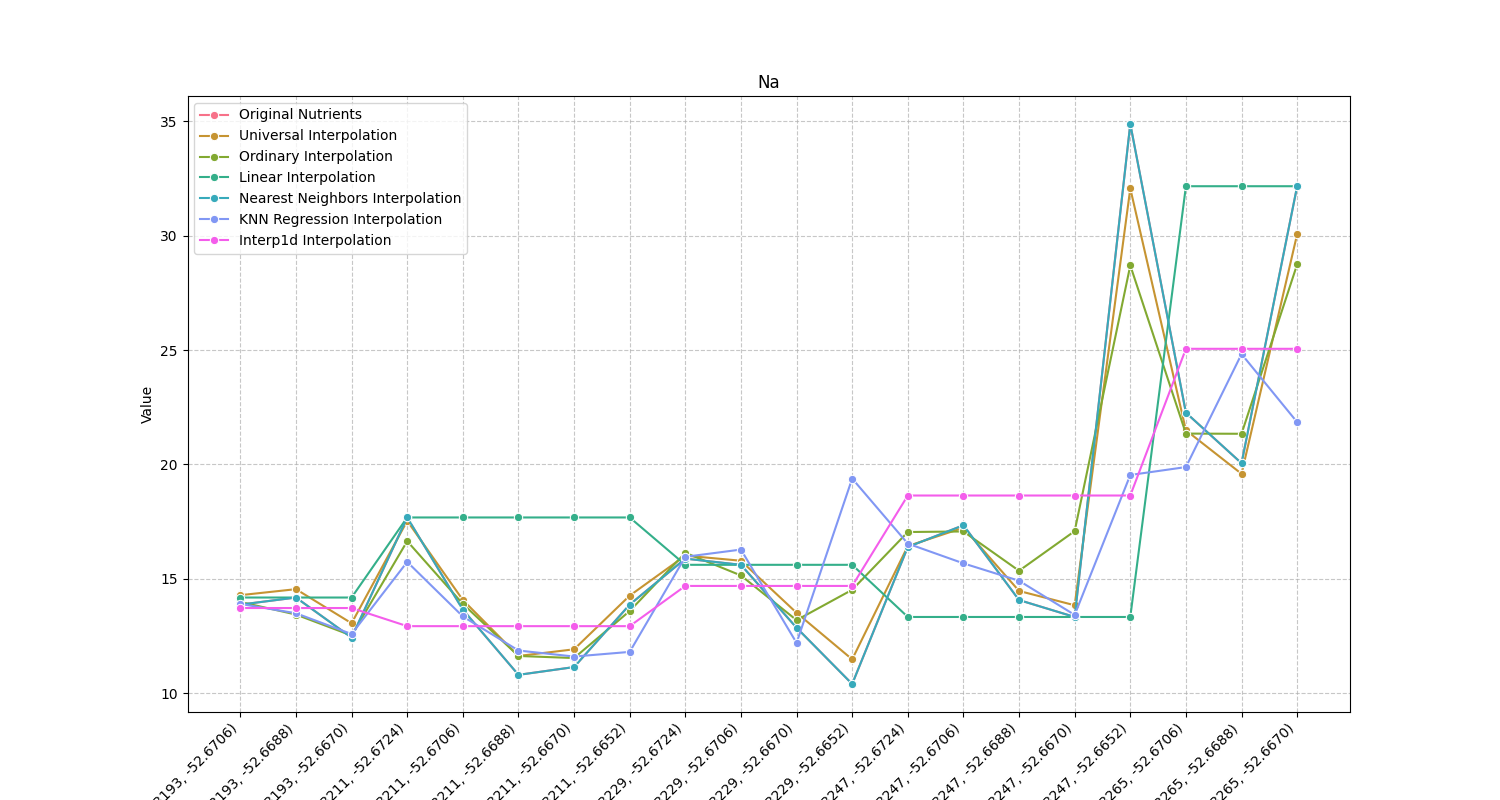 Na
Original Nutrients
Universal Interpolation
Ordinary Interpolation
Linear Interpolation
Nearest Neighbors Interpolation
KNN Regression Interpolation
Interp1d Interpolation
Value
35
30
25
20
15
10
-52.6706)
-52.6688)
-52.6670)
-52.6724)
-52.6706)
-52.6688)
-52.6670)
-52.6652)
-52.6724)
-52.6706)
-52.6670)
-52.6652)
-52.6724)
-52.6706)
-52.6688)
-52.6670)
-52.6652)
-52.6706)
-52.6688)
-52.6670)